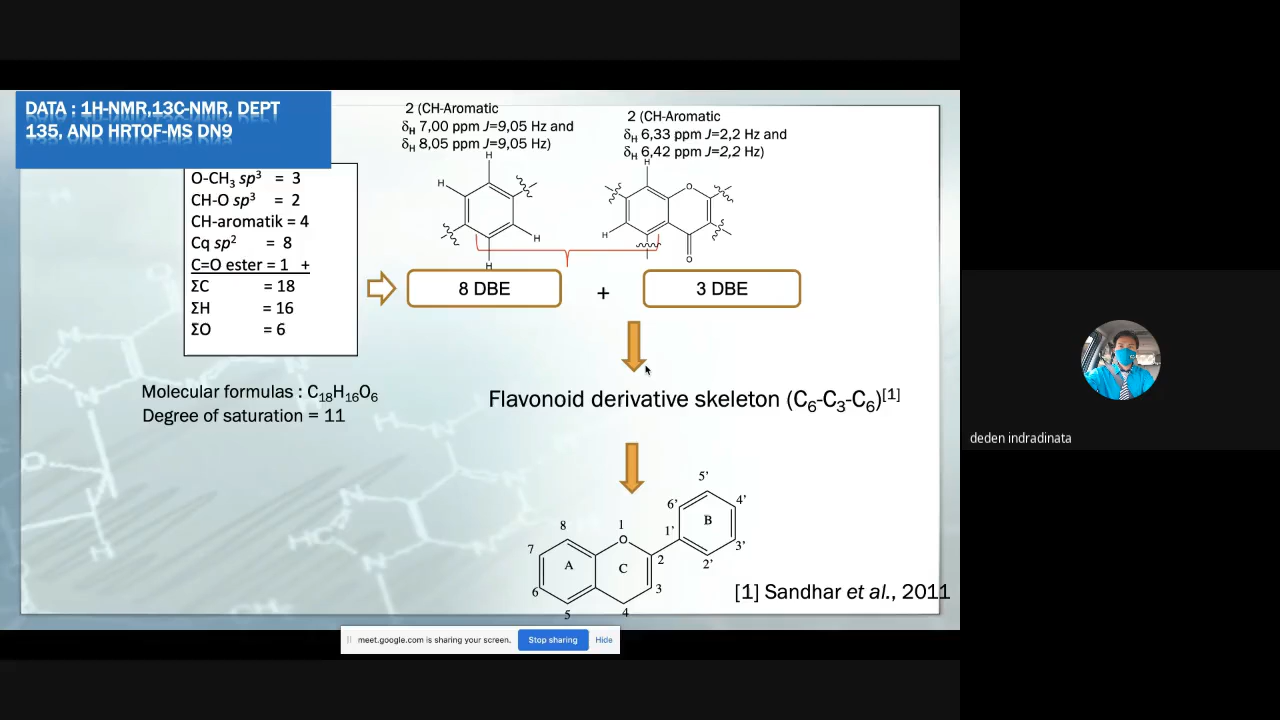 DATA : 1H-NMR,13C-NMR, DEPT
135, AND HRTOF-MS DN9
O-CH₃ sp³ = 3
CH-O sp³ = 2
CH-aromatik = 4
Cq sp² = 8
C=O ester = 1 +
ΣC = 18
ΣH = 16
ΣO = 6
Molecular formulas : C₁₈H₁₆O₆
Degree of saturation = 11
2 (CH-Aromatic
δH 7,00 ppm J=9,05 Hz and
δH 8,05 ppm J=9,05 Hz)
H
H
H
H
2 (CH-Aromatic
δH 6,33 ppm J=2,2 Hz and
δH 6,42 ppm J=2,2 Hz)
H
O
H
O
8 DBE
+
3 DBE
Flavonoid derivative skeleton (C₆-C₃-C₆)[1]
5'
6'
4'
B
1'
3'
2'
8
1
O
7
A
C
2
6
3
5
4
[1] Sandhar et al., 2011
meet.google.com is sharing your screen.
Stop sharing
Hide
deden indradinata